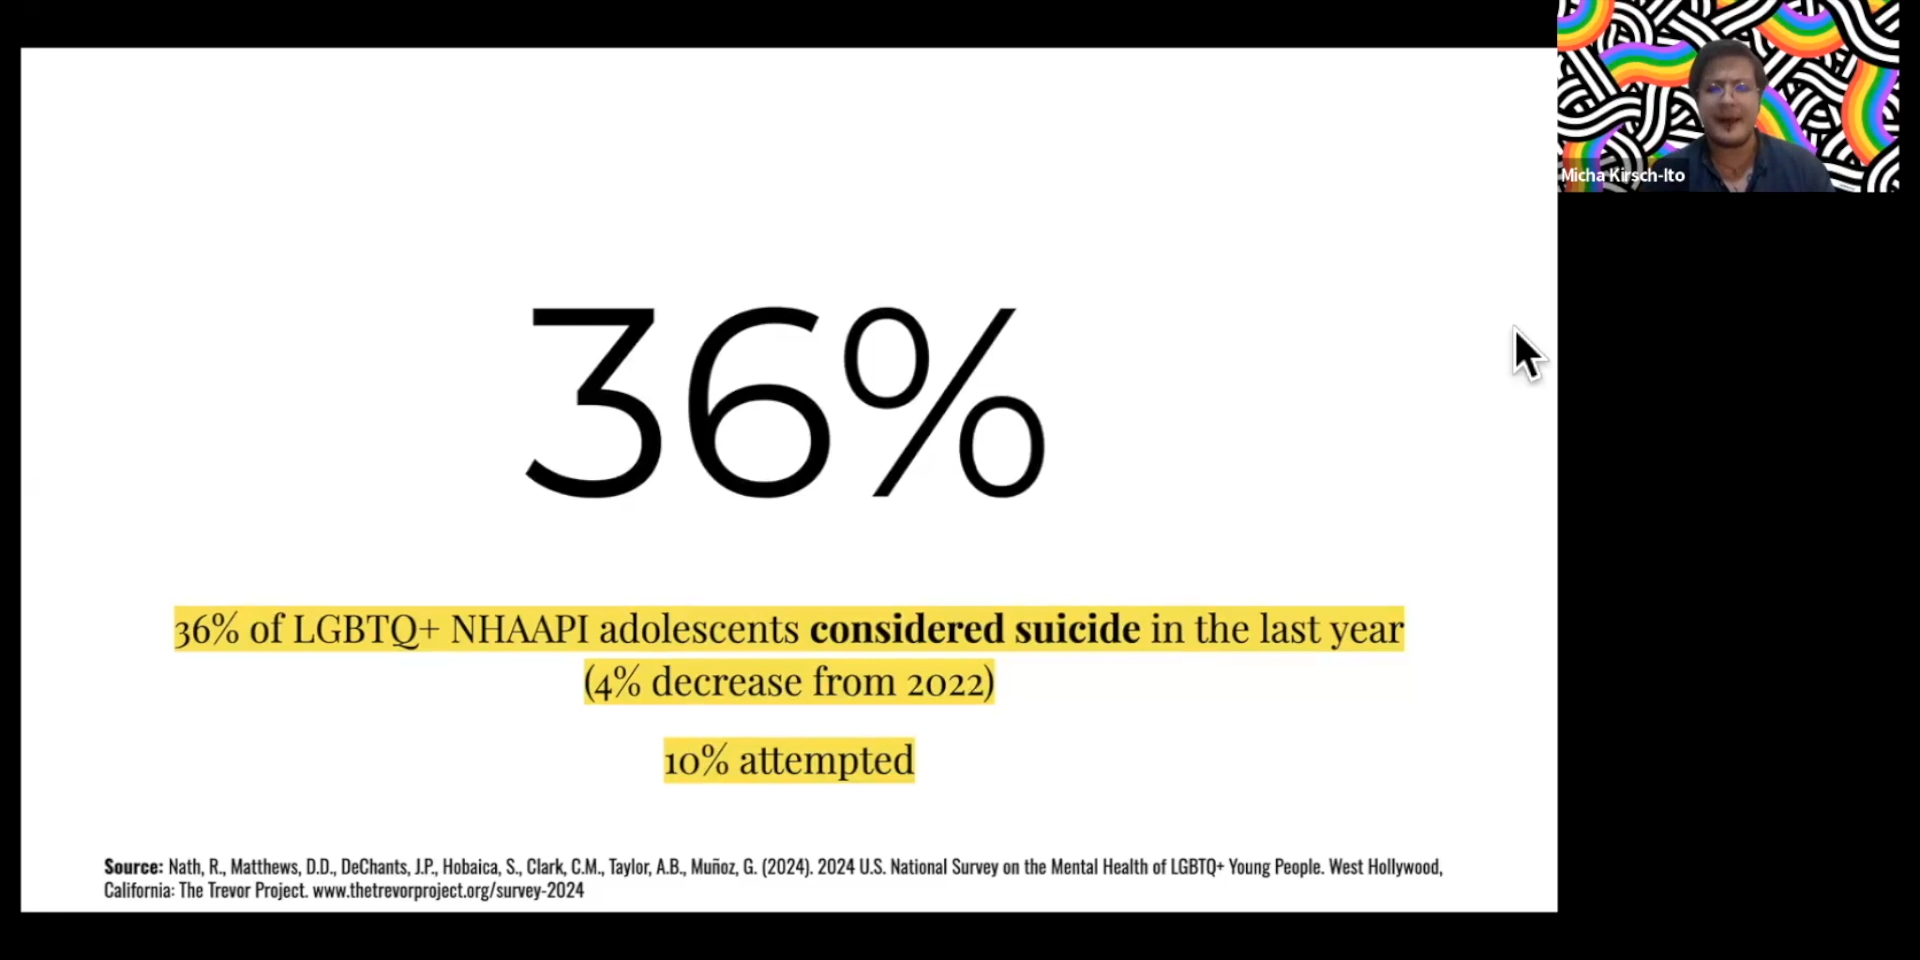 36%
36% of LGBTQ+ NHAAPI adolescents considered suicide in the last year
(4% decrease from 2022)
10% attempted
Source: Nath, R., Matthews, D.D., DeChants, J.P., Hobaica, S., Clark, C.M., Taylor, A.B., Muñoz, G. (2024). 2024 U.S. National Survey on the Mental Health of LGBTQ+ Young People. West Hollywood,
California: The Trevor Project. www.thetrevorproject.org/survey-2024
Micha Kirsch-Ito